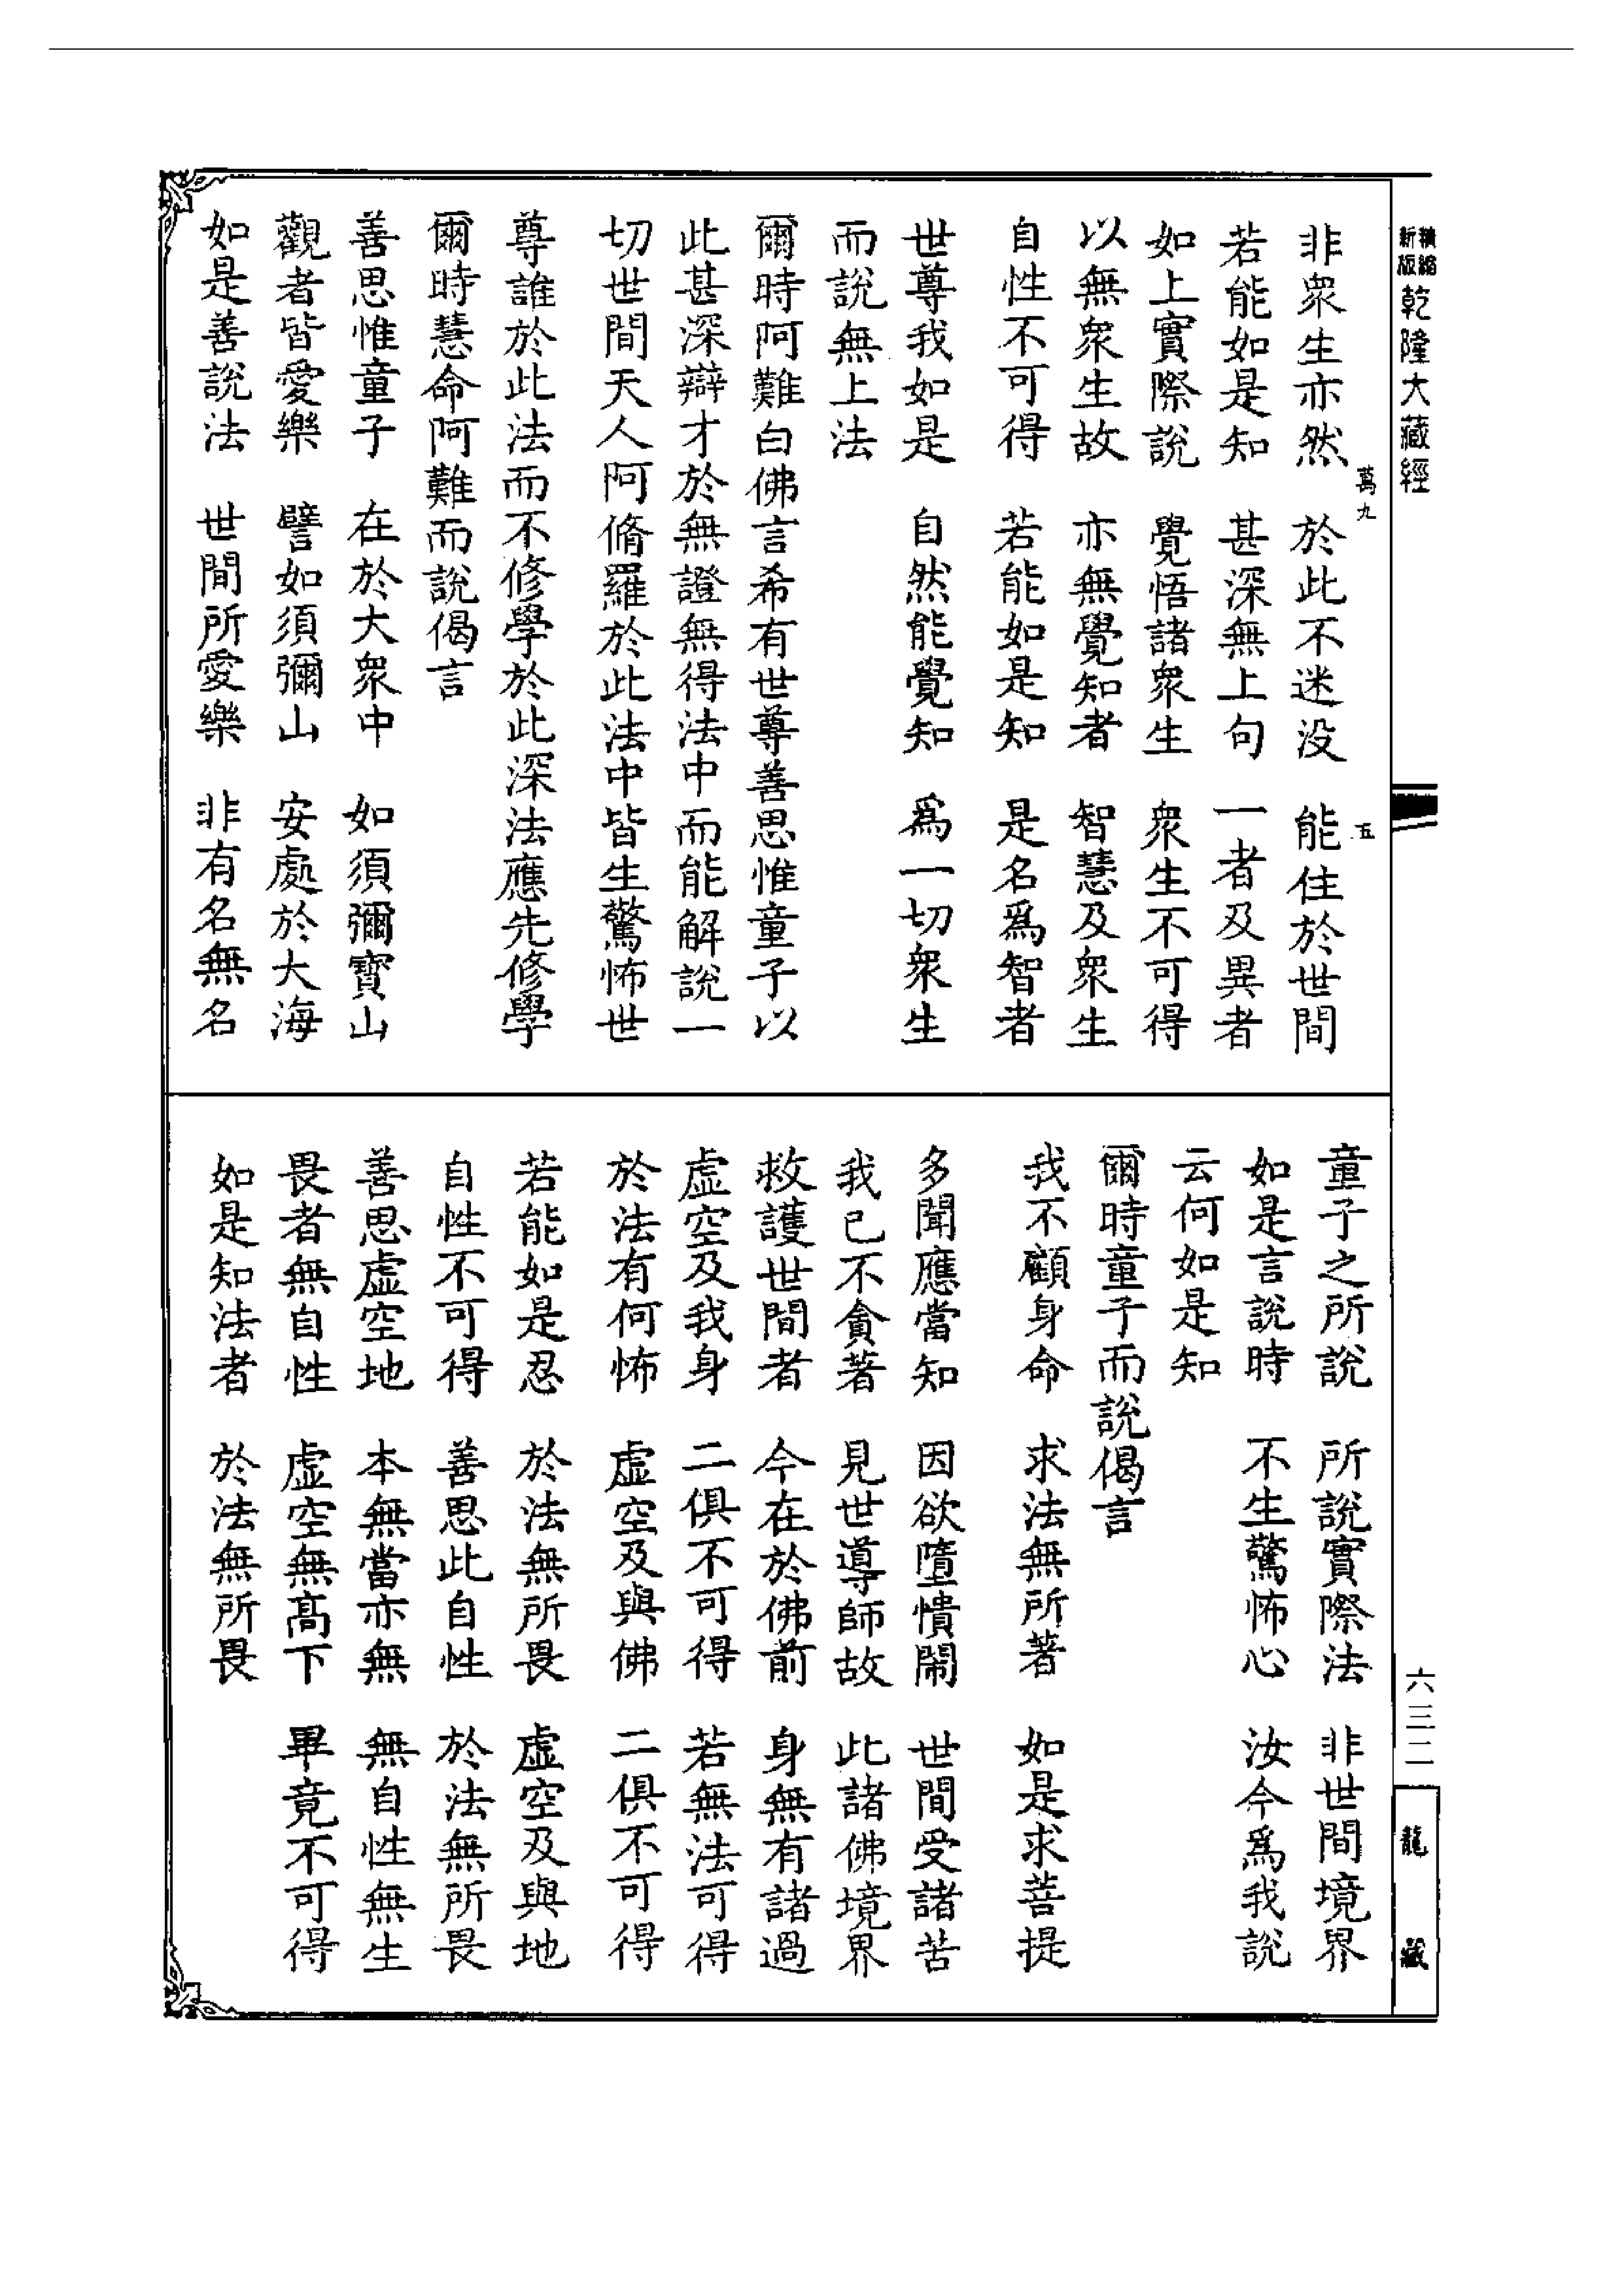 精縮新版乾隆大藏經
萬九
五
非眾生亦然　於此不迷没　能住於世間
若能如是知　甚深無上句　一者及異者
如上實際說　覺悟諸眾生　眾生不可得
以無眾生故　亦無覺知者　智慧及眾生
自性不可得　若能如是知　是名爲智者
世尊我如是　自然能覺知　爲一切眾生
而說無上法
爾時阿難白佛言希有世尊善思惟童子以
此甚深辯才於無證無得法中而能解說一
切世間天人阿脩羅於此法中皆生驚怖世
尊誰於此法而不修學於此深法應先修學
爾時慧命阿難而說偈言
善思惟童子　在於大眾中　如須彌寶山
觀者皆愛樂　譬如須彌山　安處於大海
如是善說法　世間所愛樂　非有名無名
童子之所說　所說實際法　非世間境界
如是言說時　不生驚怖心　汝今爲我說
云何如是知
爾時童子而說偈言
我不顧身命　求法無所著　如是求菩提
多聞應當知　因欲墮憒閙　世間受諸苦
我已不貪著　見世導師故　此諸佛境界
救護世間者　今在於佛前　身無有諸過
虛空及我身　二俱不可得　若無法可得
於法有何怖　虛空及與佛　二俱不可得
若能如是忍　於法無所畏　虛空及與地
自性不可得　善思此自性　於法無所畏
善思虛空地　本無當亦無　無自性無生
畏者無自性　虛空無高下　畢竟不可得
如是知法者　於法無所畏
六三二
龍藏